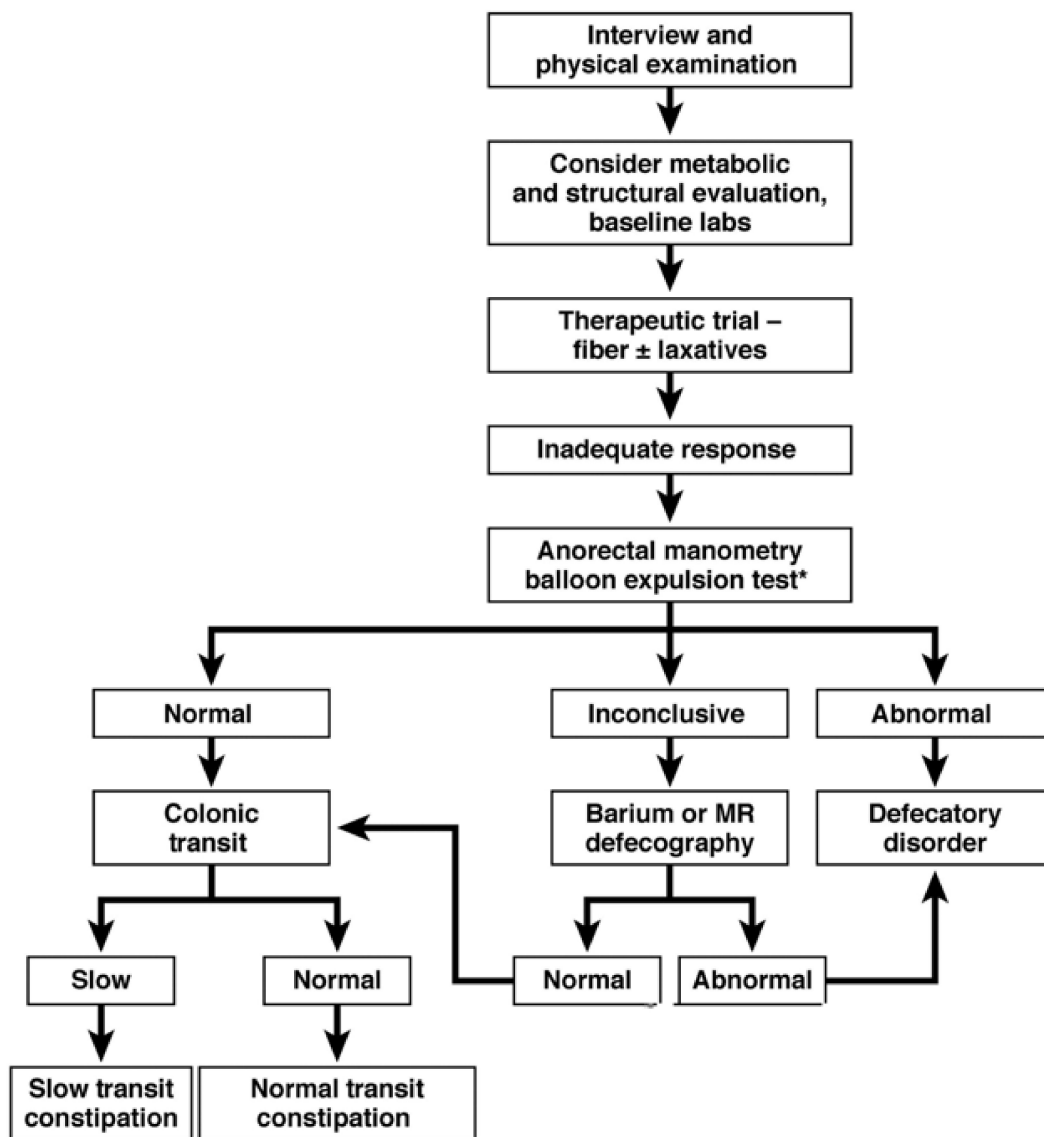 Interview and
physical examination
Consider metabolic
and structural evaluation,
baseline labs
Therapeutic trial –
fiber ± laxatives
Inadequate response
Anorectal manometry
balloon expulsion test*
Normal
Inconclusive
Abnormal
Colonic
transit
Barium or MR
defecography
Defecatory
disorder
Slow
Normal
Normal
Abnormal
Slow transit
constipation
Normal transit
constipation